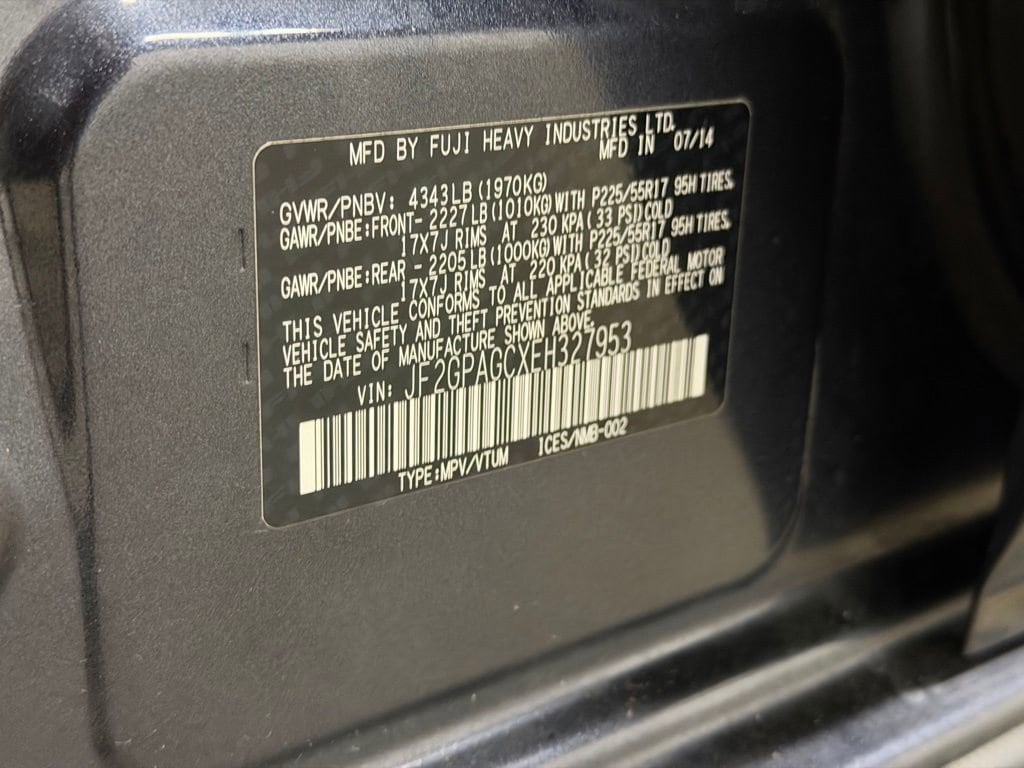 MFD BY FUJI HEAVY INDUSTRIES LTD.
MFD IN 07/14
GVWR/PNBV: 4343LB (1970KG)
GAWR/PNBE:FRONT- 2227LB (1010KG) WITH P225/55R17 95H TIRES,
17X7J RIMS AT 230 KPA (33 PSI) COLD
GAWR/PNBE:REAR - 2205LB (1000KG) WITH P225/55R17 95H TIRES,
17X7J RIMS AT 220 KPA (32 PSI) COLD
THIS VEHICLE CONFORMS TO ALL APPLICABLE FEDERAL MOTOR
VEHICLE SAFETY AND THEFT PREVENTION STANDARDS IN EFFECT ON
THE DATE OF MANUFACTURE SHOWN ABOVE.
VIN: JF2GPAGCXEH327953
TYPE:MPV/VTUM ICES/NMB-002